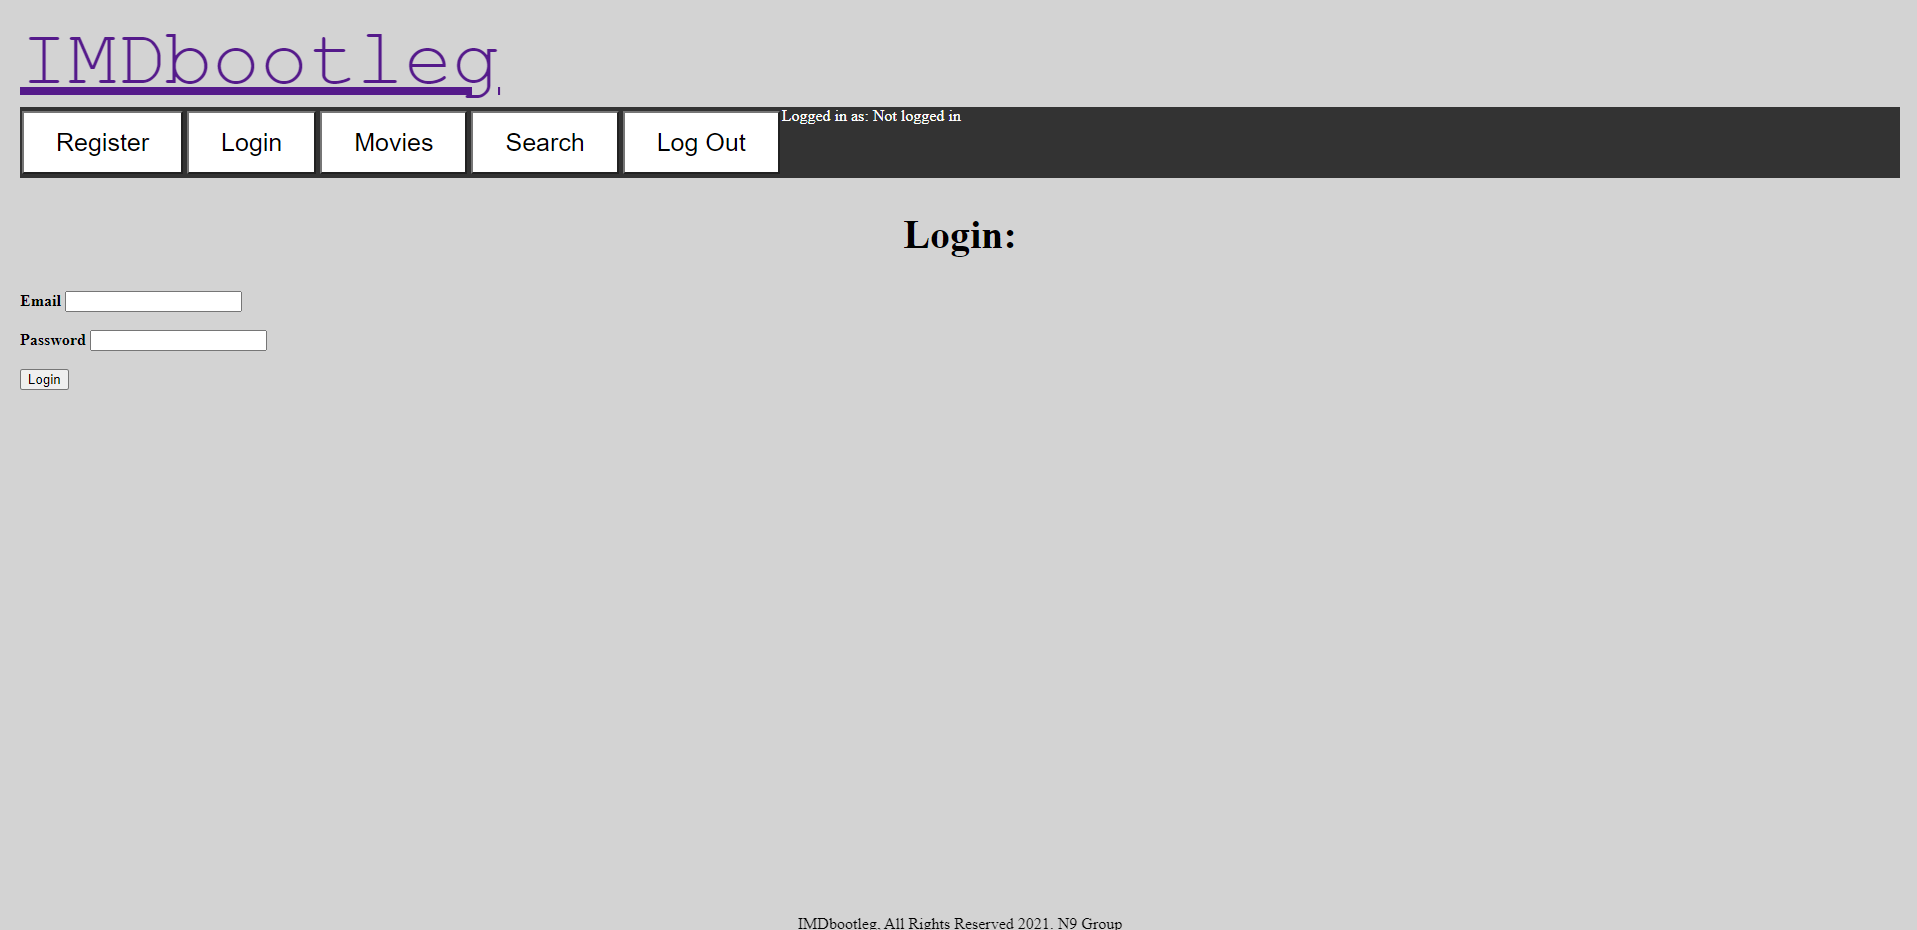 IMDbootleg
Register Login Movies Search Log Out Logged in as: Not logged in
Login:
Email
Password
Login
IMDbootleg, All Rights Reserved 2021. N9 Group